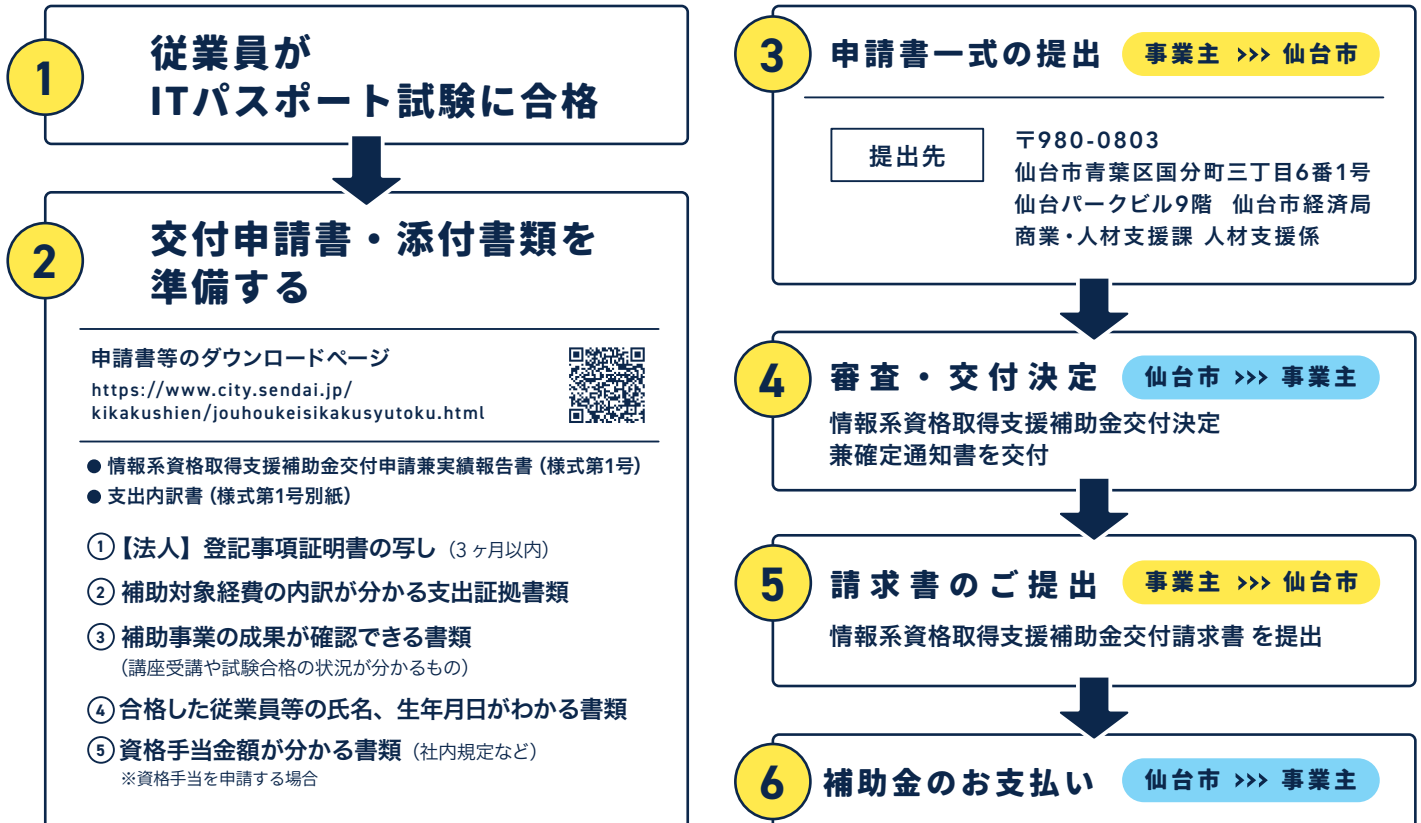 1
従業員が
ITパスポート試験に合格
2
交付申請書・添付書類を
準備する
申請書等のダウンロードページ
https://www.city.sendai.jp/
kikakushien/jouhoukeisikakusyutoku.html
● 情報系資格取得支援補助金交付申請兼実績報告書（様式第1号）
● 支出内訳書（様式第1号別紙）
①【法人】登記事項証明書の写し（3ヶ月以内）
②補助対象経費の内訳が分かる支出証拠書類
③補助事業の成果が確認できる書類
（講座受講や試験合格の状況が分かるもの）
④合格した従業員等の氏名、生年月日がわかる書類
⑤資格手当金額が分かる書類（社内規定など）
※資格手当を申請する場合
3
申請書一式の提出 事業主 >>> 仙台市
提出先
〒980-0803
仙台市青葉区国分町三丁目6番1号
仙台パークビル9階 仙台市経済局
商業・人材支援課 人材支援係
4
審査・交付決定 仙台市 >>> 事業主
情報系資格取得支援補助金交付決定
兼確定通知書を交付
5
請求書のご提出 事業主 >>> 仙台市
情報系資格取得支援補助金交付請求書 を提出
6
補助金のお支払い 仙台市 >>> 事業主